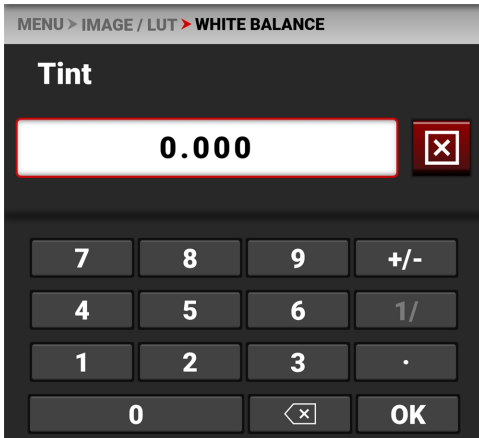 MENU > IMAGE / LUT > WHITE BALANCE
Tint
0.000
7 8 9 +/-
4 5 6 1/
1 2 3 .
0 OK